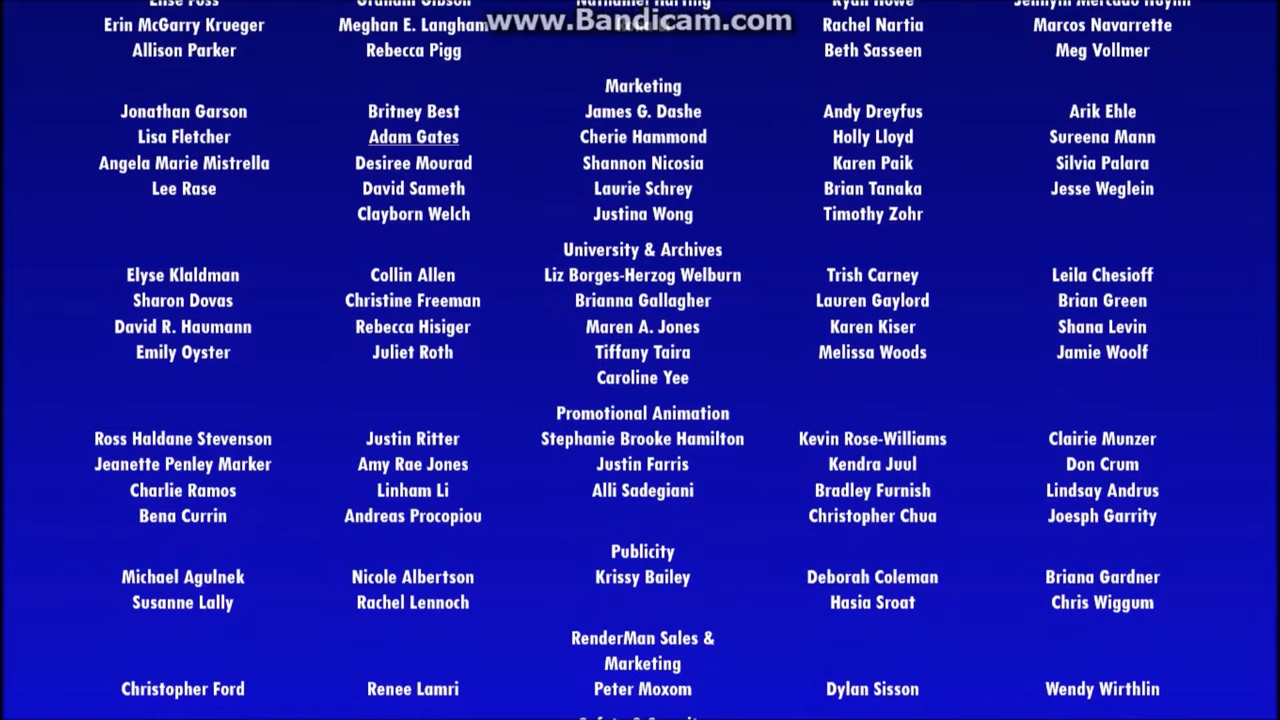 Elise Foss Graham Gibson Nathaniel Harting Ryan Howe
www.Bandicam.com
Erin McGarry Krueger Meghan E. Langham Rachel Nartia Marcos Navarrette
Allison Parker Rebecca Pigg Beth Sasseen Meg Vollmer
Marketing
Jonathan Garson Britney Best James G. Dashe Andy Dreyfus Arik Ehle
Lisa Fletcher Adam Gates Cherie Hammond Holly Lloyd Sureena Mann
Angela Marie Mistrella Desiree Mourad Shannon Nicosia Karen Paik Silvia Palara
Lee Rase David Sameth Laurie Schrey Brian Tanaka Jesse Weglein
Clayborn Welch Justina Wong Timothy Zohr
University & Archives
Elyse Klaldman Collin Allen Liz Borges-Herzog Welburn Trish Carney Leila Chesioff
Sharon Dovas Christine Freeman Brianna Gallagher Lauren Gaylord Brian Green
David R. Haumann Rebecca Hisiger Maren A. Jones Karen Kiser Shana Levin
Emily Oyster Juliet Roth Tiffany Taira Melissa Woods Jamie Woolf
Caroline Yee
Promotional Animation
Ross Haldane Stevenson Justin Ritter Stephanie Brooke Hamilton Kevin Rose-Williams Clairie Munzer
Jeanette Penley Marker Amy Rae Jones Justin Farris Kendra Juul Don Crum
Charlie Ramos Linham Li Alli Sadegiani Bradley Furnish Lindsay Andrus
Bena Currin Andreas Procopiou Christopher Chua Joesph Garrity
Publicity
Michael Agulnek Nicole Albertson Krissy Bailey Deborah Coleman Briana Gardner
Susanne Lally Rachel Lennoch Hasia Sroat Chris Wiggum
RenderMan Sales &
Marketing
Christopher Ford Renee Lamri Peter Moxom Dylan Sisson Wendy Wirthlin